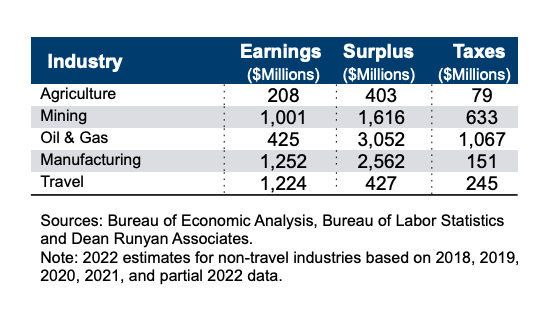 Industry Earnings Surplus Taxes
($Millions) ($Millions) ($Millions)
Agriculture 208 403 79
Mining 1,001 1,616 633
Oil & Gas 425 3,052 1,067
Manufacturing 1,252 2,562 151
Travel 1,224 427 245
Sources: Bureau of Economic Analysis, Bureau of Labor Statistics
and Dean Runyan Associates.
Note: 2022 estimates for non-travel industries based on 2018, 2019,
2020, 2021, and partial 2022 data.